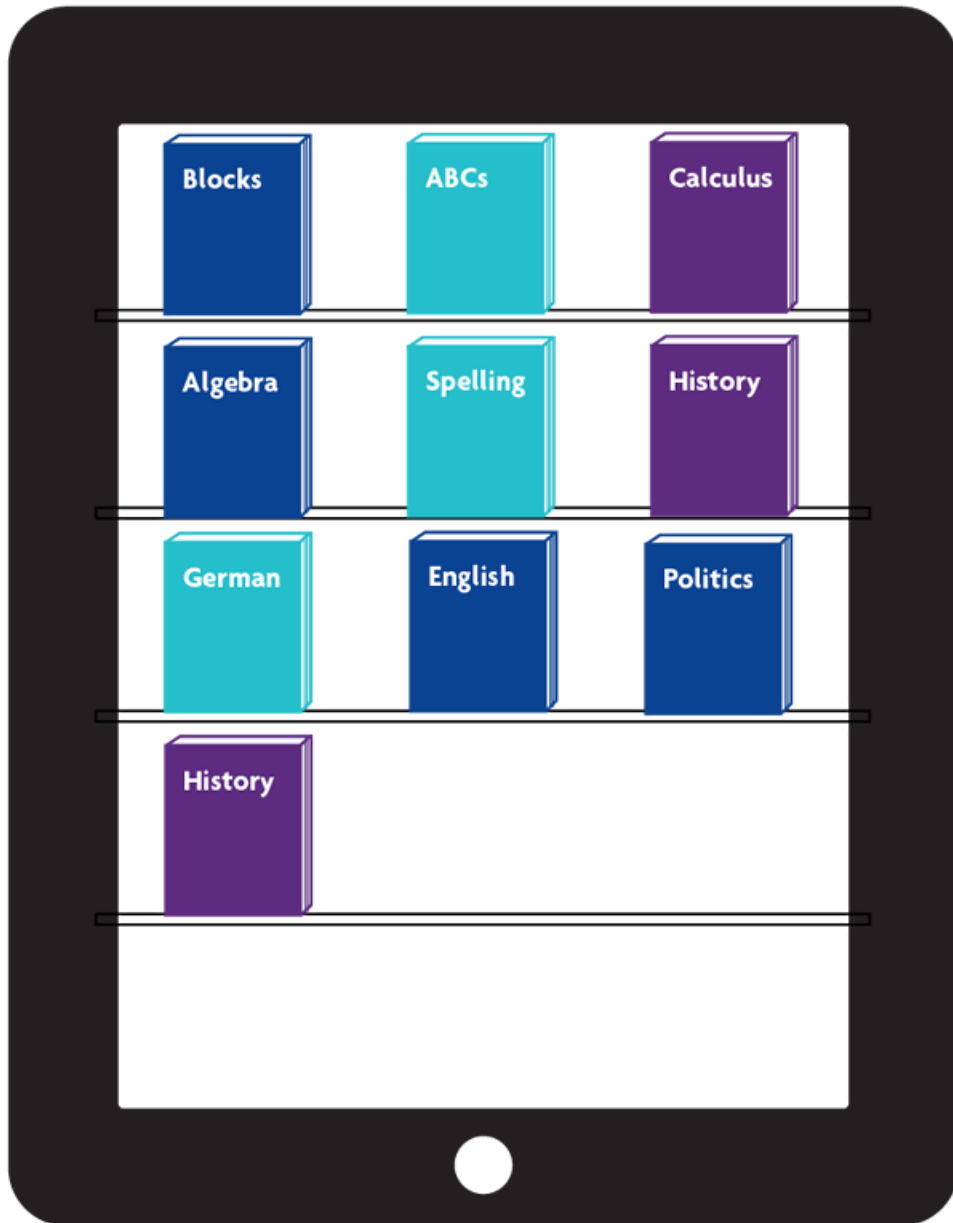 Blocks
ABCs
Calculus
Algebra
Spelling
History
German
English
Politics
History